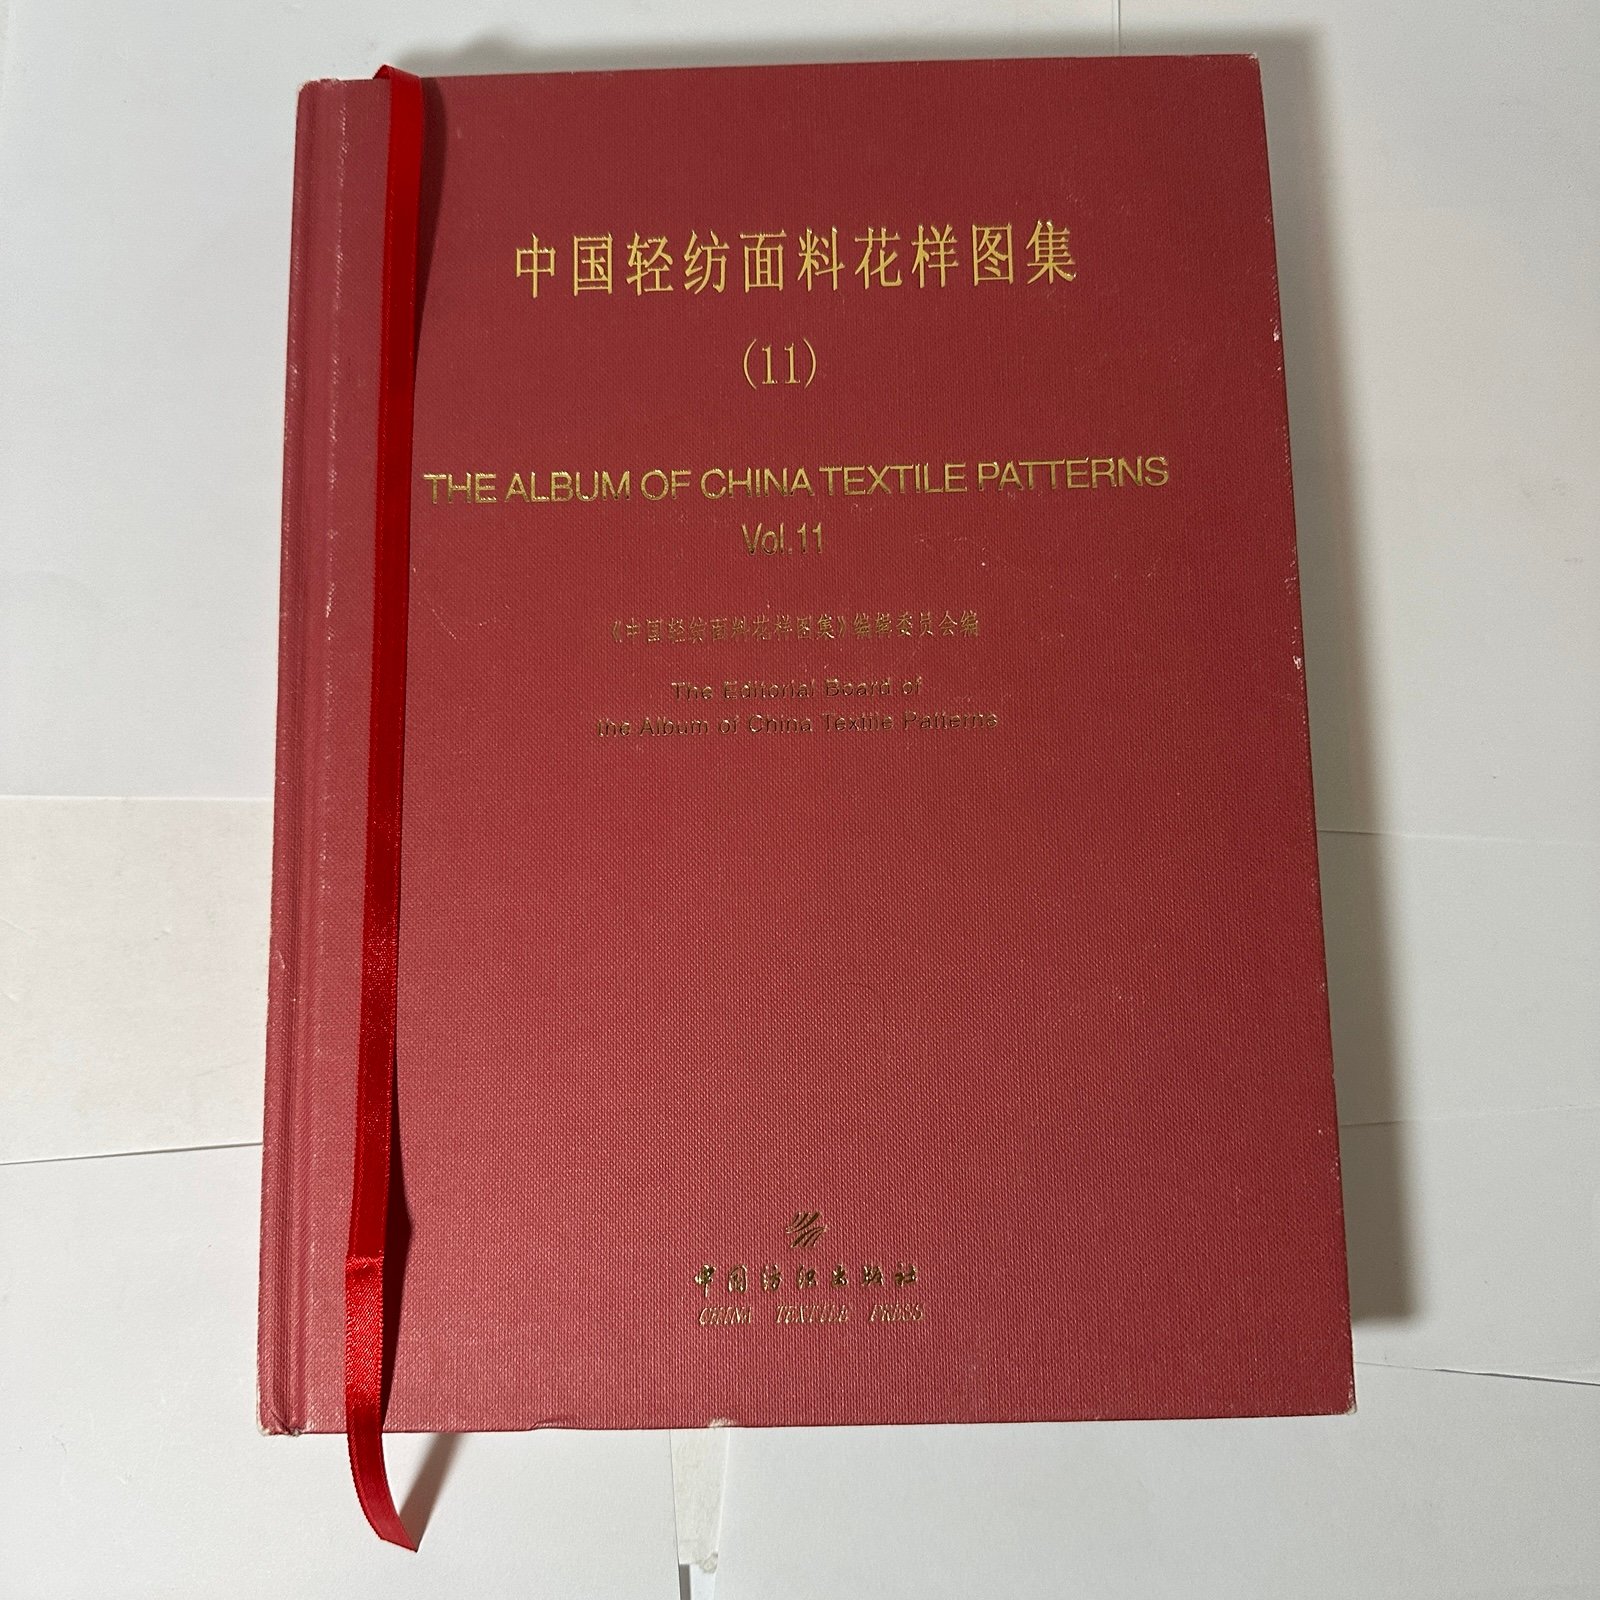 中国轻纺面料花样图集
(11)
THE ALBUM OF CHINA TEXTILE PATTERNS
Vol.11
《中国轻纺面料花样图集》编辑委员会编
The Editorial Board of
the Album of China Textile Patterns
中国纺织出版社
CHINA TEXTILE PRESS